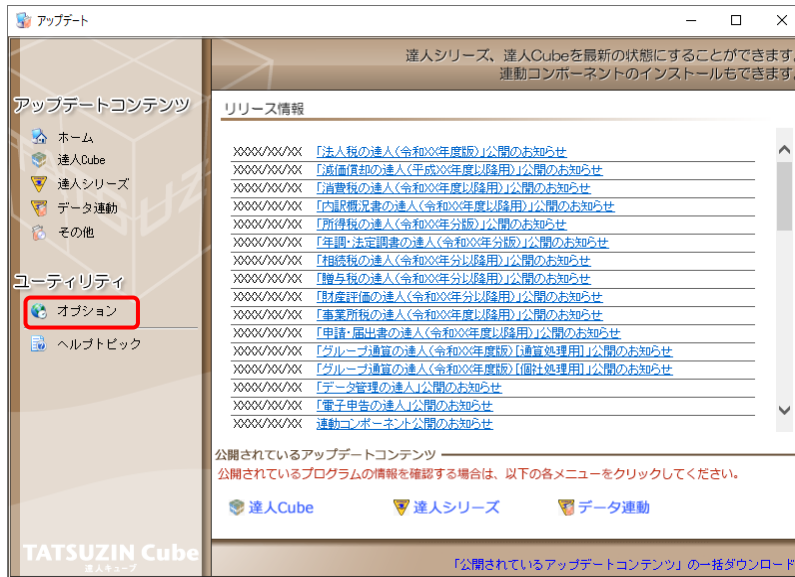 アップデート
達人シリーズ、達人Cubeを最新の状態にすることができます。
連動コンポーネントのインストールもできます。
アップデートコンテンツ
ホーム
達人Cube
達人シリーズ
データ連動
その他
ユーティリティ
オプション
ヘルプトピック
TATSUZIN Cube
達人キューブ
リリース情報
XXXX/XX/XX 「法人税の達人(令和XX年度版)」公開のお知らせ
XXXX/XX/XX 「減価償却の達人(平成XX年度以降用)」公開のお知らせ
XXXX/XX/XX 「消費税の達人(令和XX年度以降用)」公開のお知らせ
XXXX/XX/XX 「内訳概況書の達人(令和XX年度以降用)」公開のお知らせ
XXXX/XX/XX 「所得税の達人(令和XX年分版)」公開のお知らせ
XXXX/XX/XX 「年調・法定調書の達人(令和XX年分版)」公開のお知らせ
XXXX/XX/XX 「相続税の達人(令和XX年分以降用)」公開のお知らせ
XXXX/XX/XX 「贈与税の達人(令和XX年分以降用)」公開のお知らせ
XXXX/XX/XX 「財産評価の達人(令和XX年分以降用)」公開のお知らせ
XXXX/XX/XX 「事業所税の達人(令和XX年度以降用)」公開のお知らせ
XXXX/XX/XX 「申請・届出書の達人(令和XX年度以降用)」公開のお知らせ
XXXX/XX/XX 「グループ通算の達人(令和XX年度版)[通算処理用]」公開のお知らせ
XXXX/XX/XX 「グループ通算の達人(令和XX年度版)[個社処理用]」公開のお知らせ
XXXX/XX/XX 「データ管理の達人」公開のお知らせ
XXXX/XX/XX 「電子申告の達人」公開のお知らせ
XXXX/XX/XX 連動コンポーネント公開のお知らせ
公開されているアップデートコンテンツ
公開されているプログラムの情報を確認する場合は、以下の各メニューをクリックしてください。
達人Cube 達人シリーズ データ連動
「公開されているアップデートコンテンツ」の一括ダウンロード